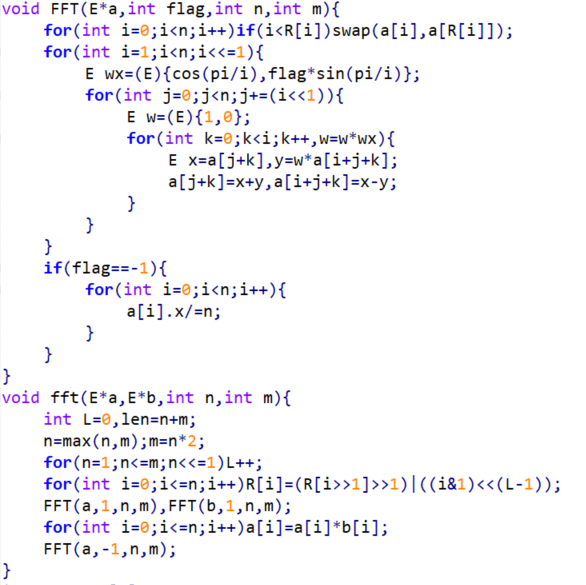 void FFT(E*a,int flag,int n,int m){
    for(int i=0;i<n;i++)if(i<R[i])swap(a[i],a[R[i]]);
    for(int i=1;i<n;i<<=1){
        E wx=(E){cos(pi/i),flag*sin(pi/i)};
        for(int j=0;j<n;j+=(i<<1)){
            E w=(E){1,0};
            for(int k=0;k<i;k++,w=w*wx){
                E x=a[j+k],y=w*a[i+j+k];
                a[j+k]=x+y,a[i+j+k]=x-y;
            }
        }
    }
    if(flag==-1){
        for(int i=0;i<n;i++){
            a[i].x/=n;
        }
    }
}
void fft(E*a,E*b,int n,int m){
    int L=0,len=n+m;
    n=max(n,m);m=n*2;
    for(n=1;n<=m;n<<=1)L++;
    for(int i=0;i<=n;i++)R[i]=(R[i>>1]>>1)|((i&1)<<(L-1));
    FFT(a,1,n,m),FFT(b,1,n,m);
    for(int i=0;i<=n;i++)a[i]=a[i]*b[i];
    FFT(a,-1,n,m);
}